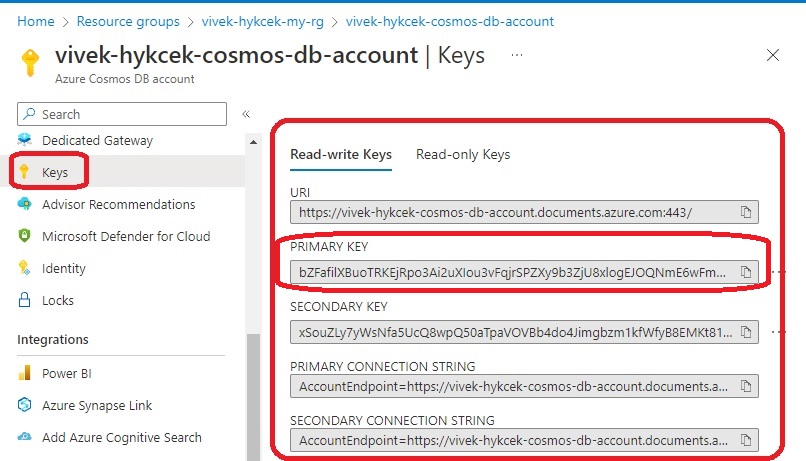 Home > Resource groups > vivek-hykcek-my-rg > vivek-hykcek-cosmos-db-account
vivek-hykcek-cosmos-db-account | Keys ...
Azure Cosmos DB account
Search
Dedicated Gateway
Keys
Advisor Recommendations
Microsoft Defender for Cloud
Identity
Locks
Integrations
Power BI
Azure Synapse Link
Add Azure Cognitive Search
Read-write Keys Read-only Keys
URI
https://vivek-hykcek-cosmos-db-account.documents.azure.com:443/
PRIMARY KEY
bZFafilXBuoTRKEjRpo3Ai2uXIou3vFqjrSPZXy9b3ZjU8xlogEJOQNmE6wFm...
SECONDARY KEY
xSouZLy7yWsNfa5UcQ8wpQ50aTpaVOVBb4do4Jimgbzm1kfWfyB8EMKt81...
PRIMARY CONNECTION STRING
AccountEndpoint=https://vivek-hykcek-cosmos-db-account.documents.a...
SECONDARY CONNECTION STRING
AccountEndpoint=https://vivek-hykcek-cosmos-db-account.documents.a...